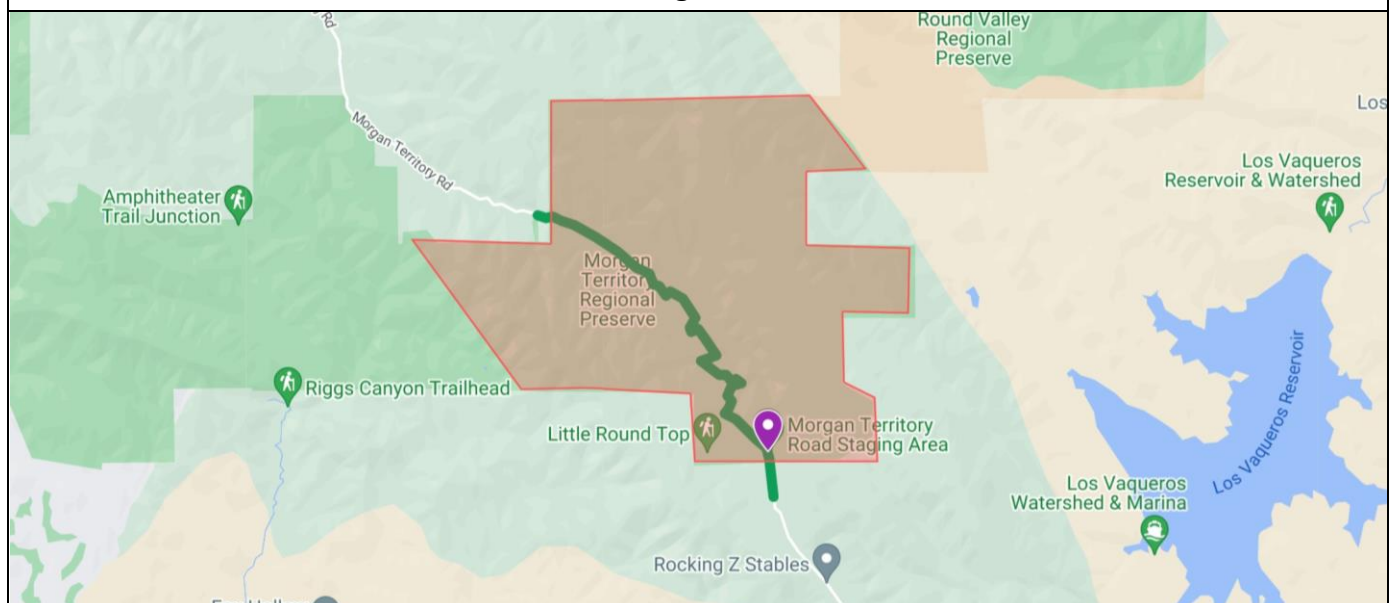 Rd
Round Valley
Regional
Preserve
Los
Morgan Territory Rd
Los Vaqueros
Reservoir & Watershed
Amphitheater
Trail Junction
Morgan
Territory
Regional
Preserve
Riggs Canyon Trailhead
Little Round Top
Morgan Territory
Road Staging Area
Los Vaqueros Reservoir
Los Vaqueros
Watershed & Marina
Rocking Z Stables